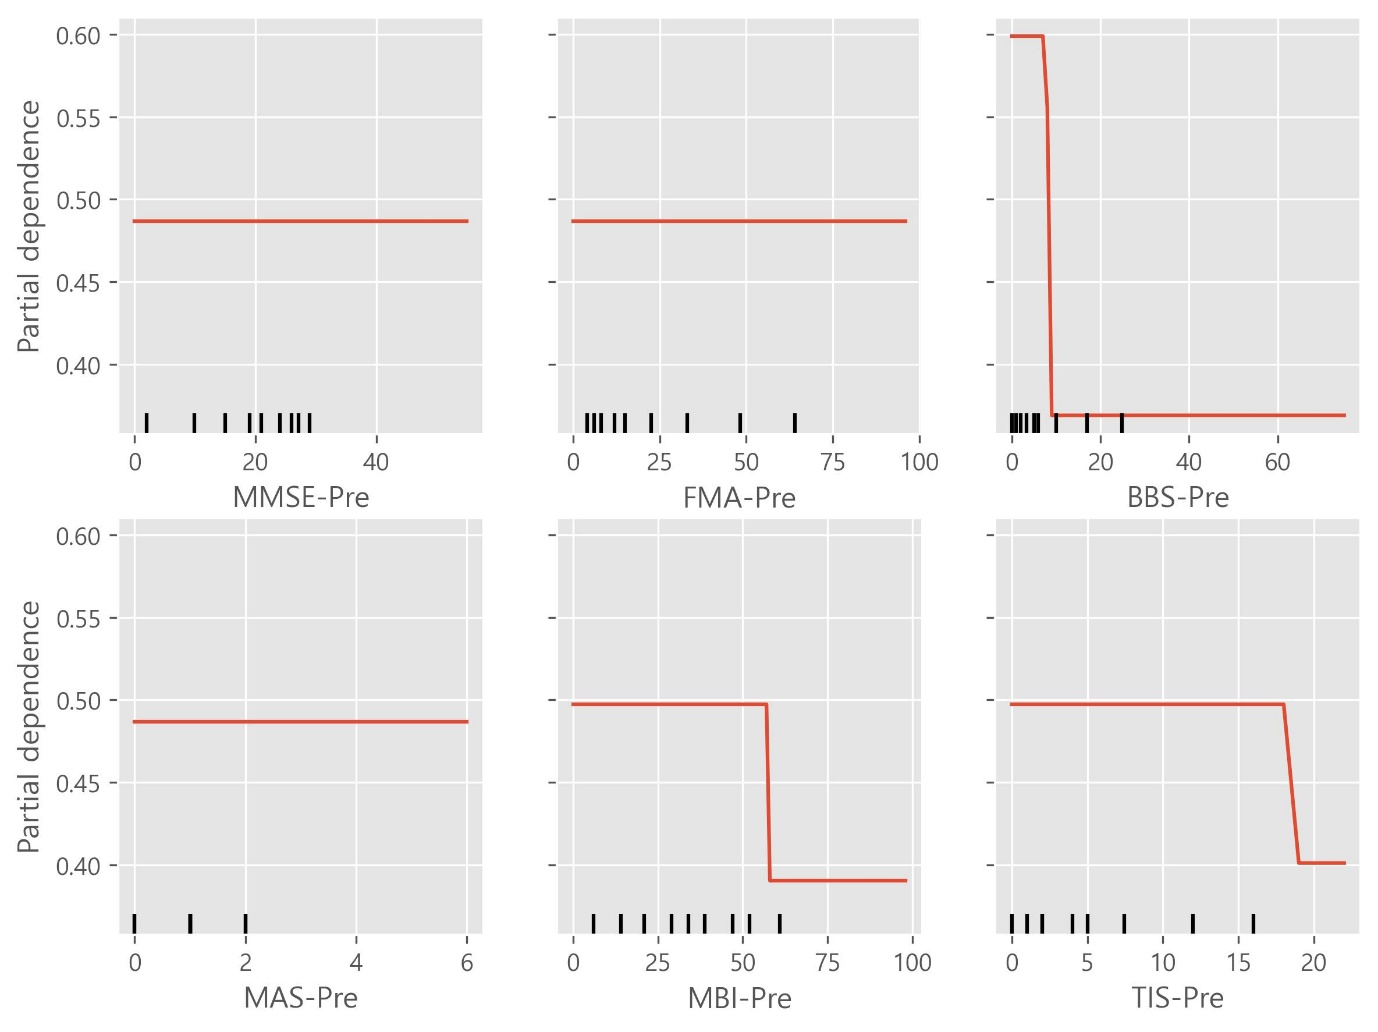 Partial dependence
0.60
0.55
0.50
0.45
0.40
0 20 40
MMSE-Pre
0 25 50 75 100
FMA-Pre
0 20 40 60
BBS-Pre
Partial dependence
0.60
0.55
0.50
0.45
0.40
0 2 4 6
MAS-Pre
0 25 50 75 100
MBI-Pre
0 5 10 15 20
TIS-Pre